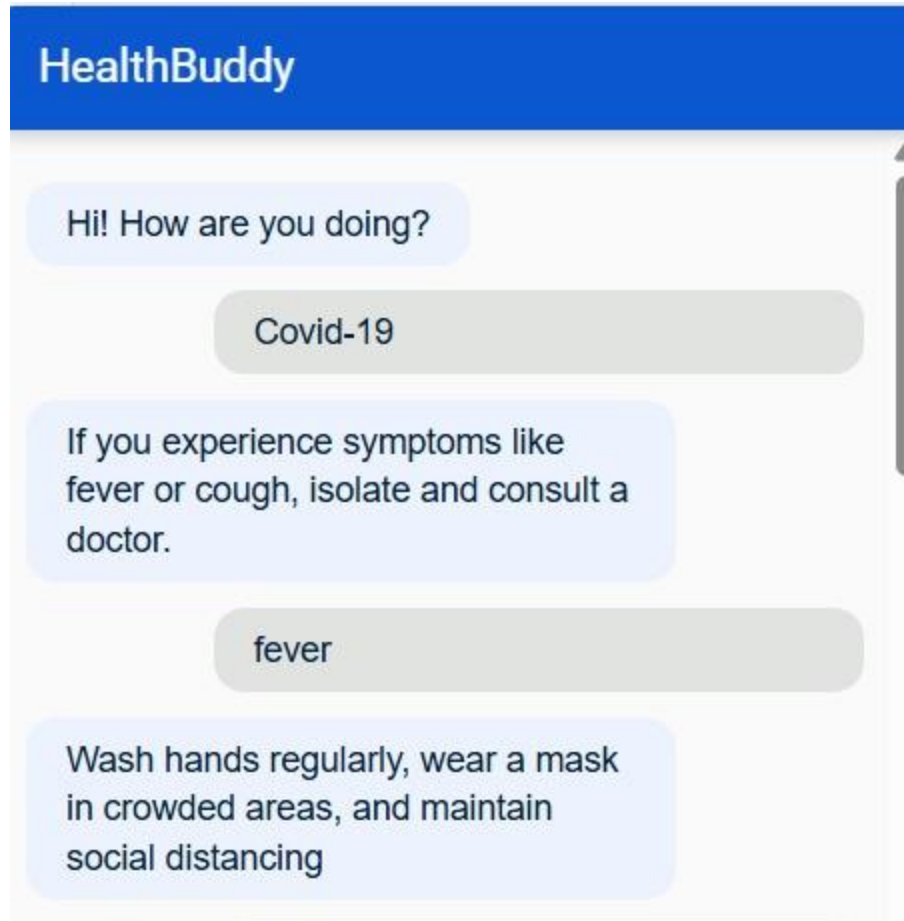 HealthBuddy
Hi! How are you doing?
Covid-19
If you experience symptoms like
fever or cough, isolate and consult a
doctor.
fever
Wash hands regularly, wear a mask
in crowded areas, and maintain
social distancing